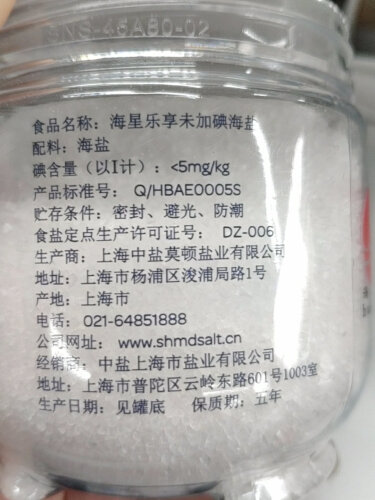 SNS-45A80-02
食品名称：海星乐享未加碘海盐
配料：海盐
碘含量（以I计）：<5mg/kg
产品标准号：Q/HBAE0005S
贮存条件：密封、避光、防潮
食盐定点生产许可证号：DZ-006
生产商：上海中盐莫顿盐业有限公司
地址：上海市杨浦区浚浦局路1号
产地：上海市
电话：021-64851888
公司网址：www.shmdsalt.cn
经销商：中盐上海市盐业有限公司
地址：上海市普陀区云岭东路601号1003室
生产日期：见罐底 保质期：五年